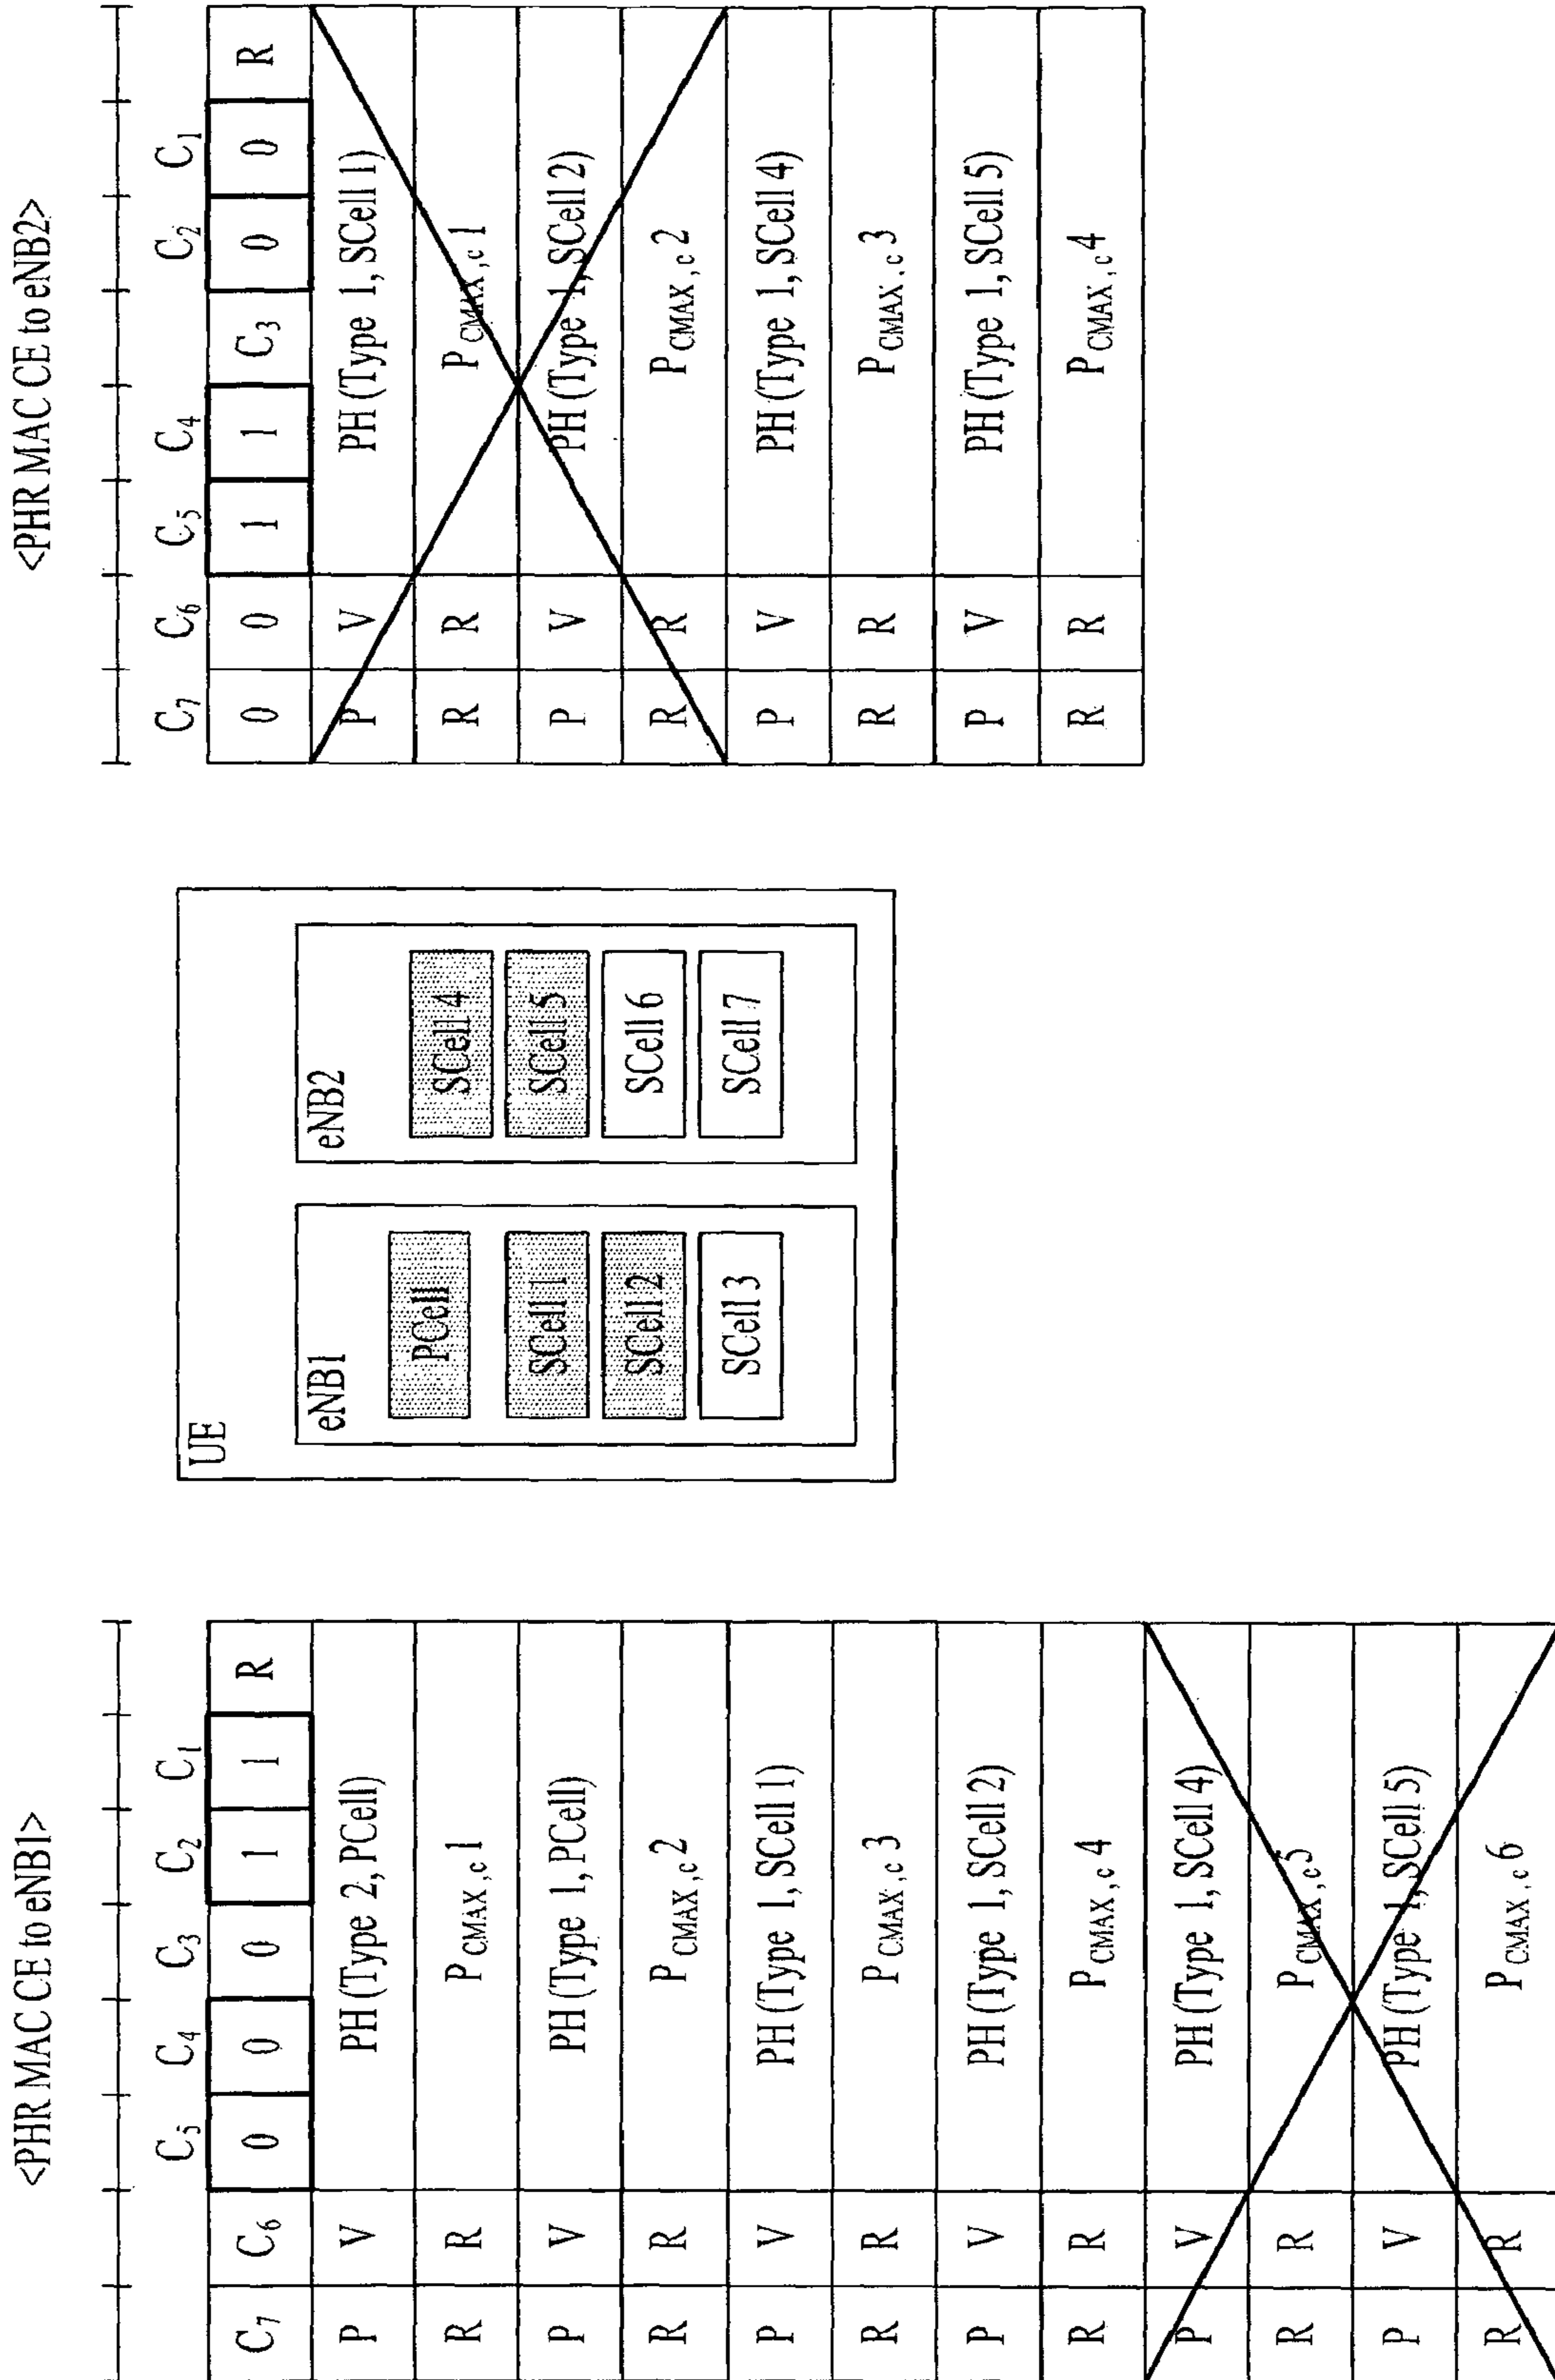 <PHR MAC CE to eNB1>
C5 C4 C3 C2 C1
C7 C6 0 0 0 1 1 R
P V PH (Type 2, PCell)
R R PCMAX,c 1
P V PH (Type 1, PCell)
R R PCMAX,c 2
P V PH (Type 1, SCell 1)
R R PCMAX,c 3
P V PH (Type 1, SCell 2)
R R PCMAX,c 4
P V PH (Type 1, SCell 4)
R R PCMAX,c 5
P V PH (Type 1, SCell 5)
R R PCMAX,c 6
UE
eNB1
PCell
SCell 1
SCell 2
SCell 3
eNB2
SCell 4
SCell 5
SCell 6
SCell 7
<PHR MAC CE to eNB2>
C7 C6 C5 C4 C2 C1
0 0 1 1 C3 0 0 R
P V PH (Type 1, SCell 1)
R R PCMAX,c 1
P V PH (Type 1, SCell 2)
R R PCMAX,c 2
P V PH (Type 1, SCell 4)
R R PCMAX,c 3
P V PH (Type 1, SCell 5)
R R PCMAX,c 4